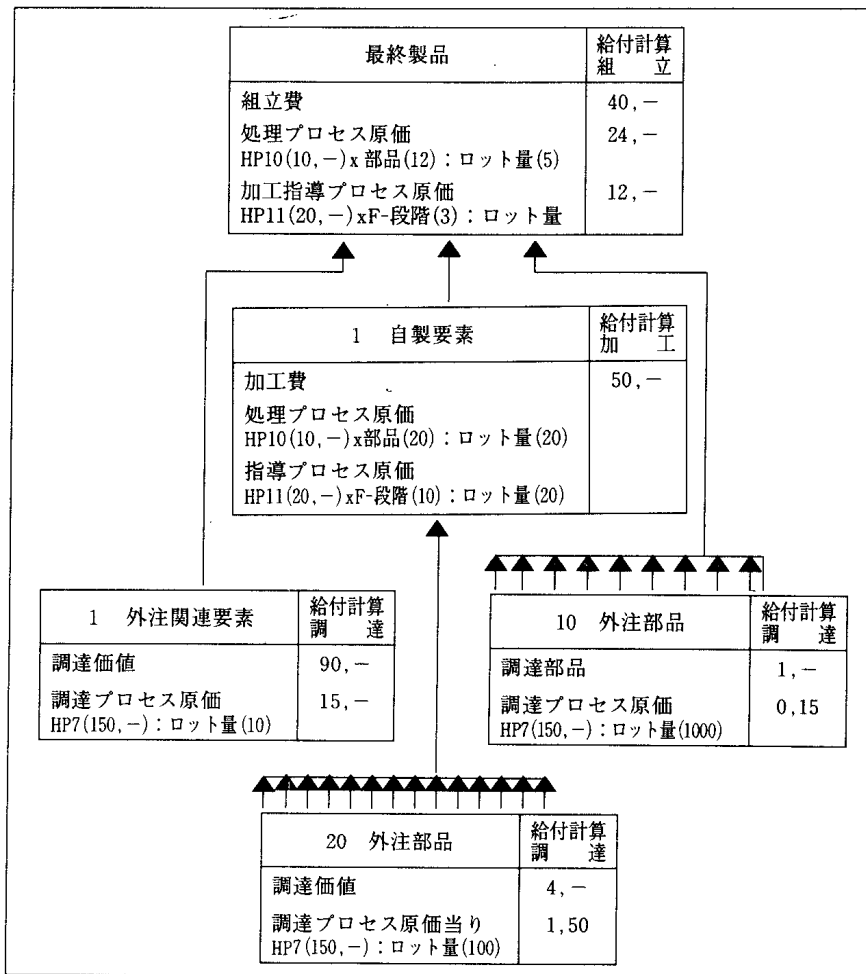 最終製品
給付計算
組　　立
組立費
40,－
処理プロセス原価
24,－
HP10(10,－)x部品(12)：ロット量(5)
加工指導プロセス原価
12,－
HP11(20,－)xF-段階(3)：ロット量
1　自製要素
給付計算
加　　工
加工費
50,－
処理プロセス原価
HP10(10,－)x部品(20)：ロット量(20)
指導プロセス原価
HP11(20,－)xF-段階(10)：ロット量(20)
1　外注関連要素
給付計算
調　　達
調達価値
90,－
調達プロセス原価
15,－
HP7(150,－)：ロット量(10)
10　外注部品
給付計算
調　　達
調達部品
1,－
調達プロセス原価
0,15
HP7(150,－)：ロット量(1000)
20　外注部品
給付計算
調　　達
調達価値
4,－
調達プロセス原価当り
1,50
HP7(150,－)：ロット量(100)